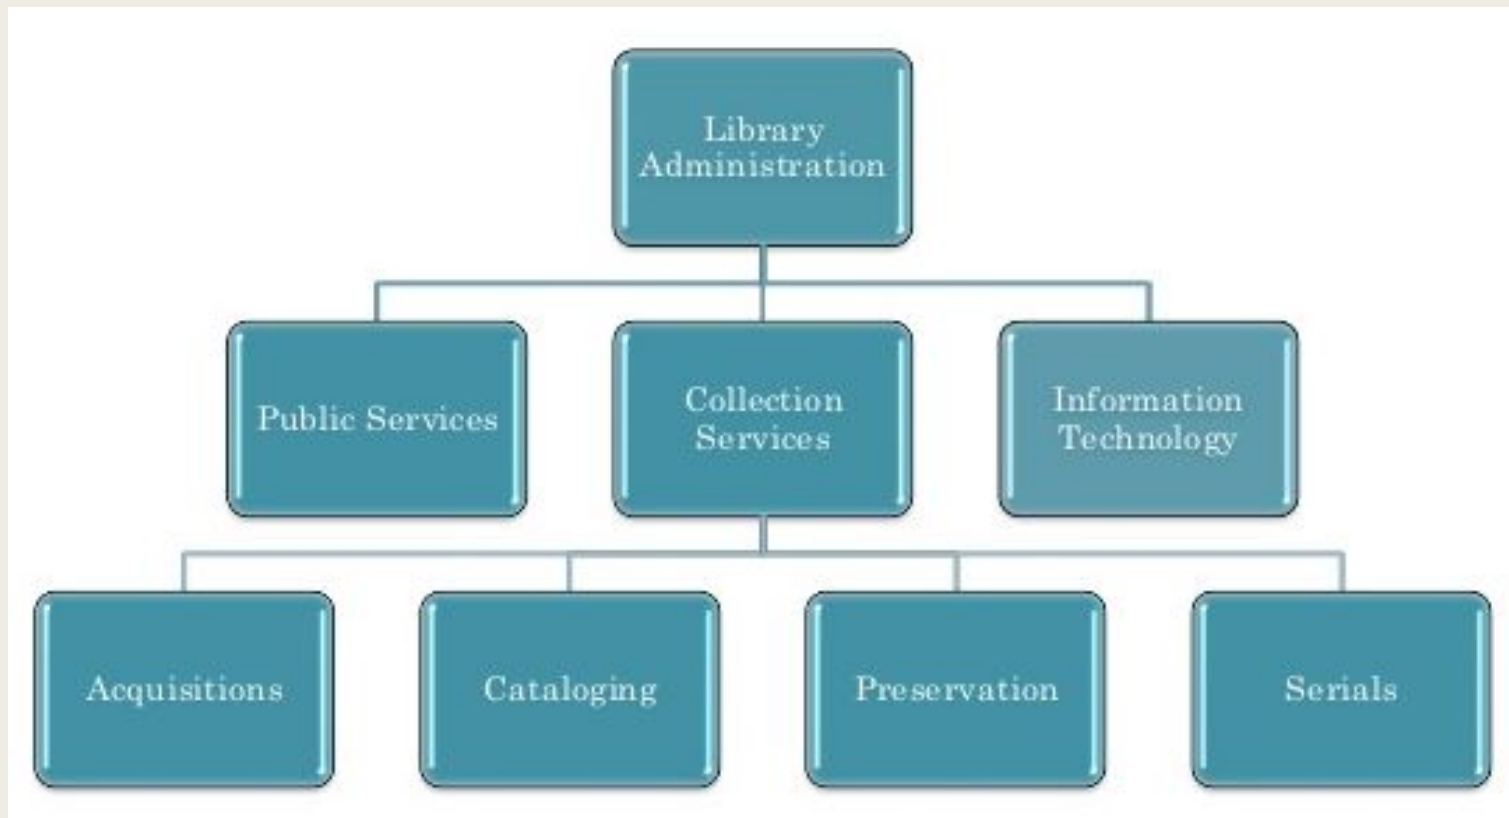 Library
Administration
Public Services
Collection
Services
Information
Technology
Acquisitions
Cataloging
Preservation
Serials